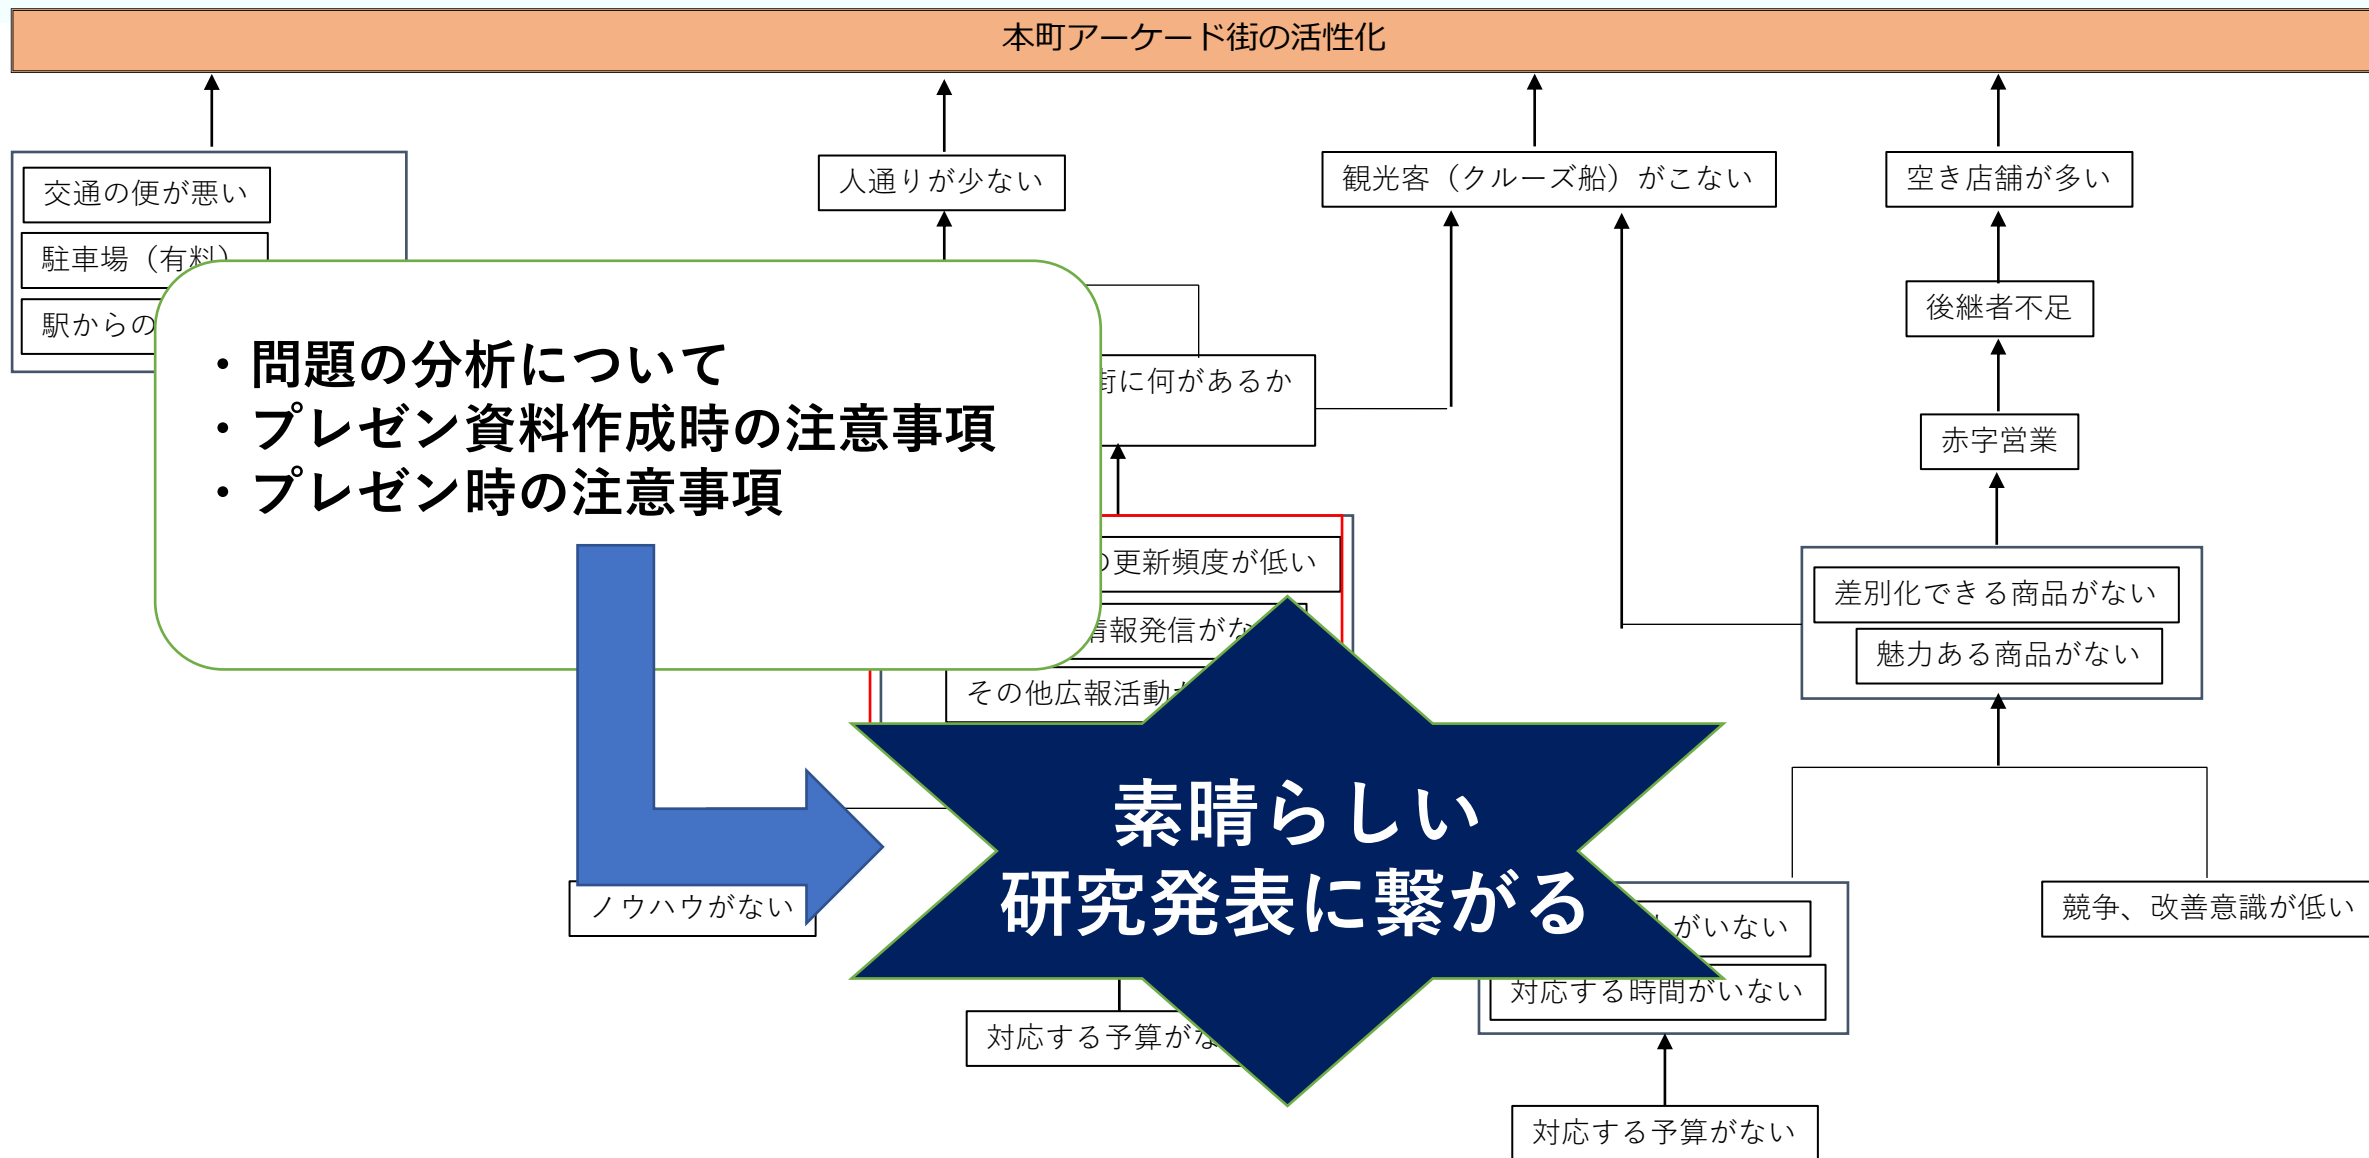 本町アーケード街の活性化
交通の便が悪い
人通りが少ない
観光客（クルーズ船）がこない
空き店舗が多い
駐車場（有料）
駅からの
後継者不足
・問題の分析について
・プレゼン資料作成時の注意事項
・プレゼン時の注意事項
街に何があるか
赤字営業
の更新頻度が低い
情報発信がな
その他広報活動
差別化できる商品がない
魅力ある商品がない
素晴らしい
研究発表に繋がる
ノウハウがない
がいない
対応する時間がいない
競争、改善意識が低い
対応する予算がな
対応する予算がない